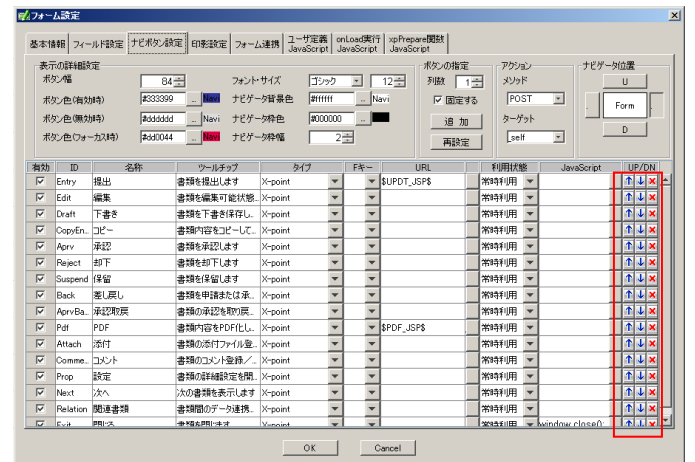 フォーム設定
基本情報 フィールド設定 ナビボタン設定 印影設定 フォーム連携 ユーザ定義 JavaScript onLoad実行 JavaScript xpPrepare関数 JavaScript
表示の詳細設定 ボタンの指定 アクション ナビゲータ位置
ボタン幅 84 フォント・サイズ ゴシック 12 列数 1 メソッド U
ボタン色(有効時) #333399 .. Navi ナビゲータ背景色 #ffffff .. Navi 固定する POST Form
ボタン色(無効時) #dddddd .. Navi ナビゲータ枠色 #000000 .. 追 加 ターゲット
ボタン色(フォーカス時) #dd0044 .. Navi ナビゲータ枠幅 2 再設定 _self D
有効 ID 名称 ツールチップ タイプ Fキー URL 利用状態 JavaScript UP/DN
Entry 提出 書類を提出します X-point $UPDT_JSP$ 常時利用
Edit 編集 書類を編集可能状態.. X-point 常時利用
Draft 下書き 書類を下書き保存し.. X-point 常時利用
CopyEn.. コピー 書類内容をコピーして.. X-point 常時利用
Aprv 承認 書類を承認します X-point 常時利用
Reject 却下 書類を却下します X-point 常時利用
Suspend 保留 書類を保留します X-point 常時利用
Back 差し戻し 書類を申請または承.. X-point 常時利用
AprvBa.. 承認取戻 書類の承認を取り戻.. X-point 常時利用
Pdf PDF 書類内容をPDF化し.. X-point $PDF_JSP$ 常時利用
Attach 添付 書類の添付ファイル登.. X-point 常時利用
Comme.. コメント 書類のコメント登録／.. X-point 常時利用
Prop 設定 書類の詳細設定を開.. X-point 常時利用
Next 次へ 次の書類を表示します X-point 常時利用
Relation 関連書類 書類間のデータ連携.. X-point 常時利用
Exit 閉じる 書類を閉じます X-point 常時利用 window.close();
OK Cancel